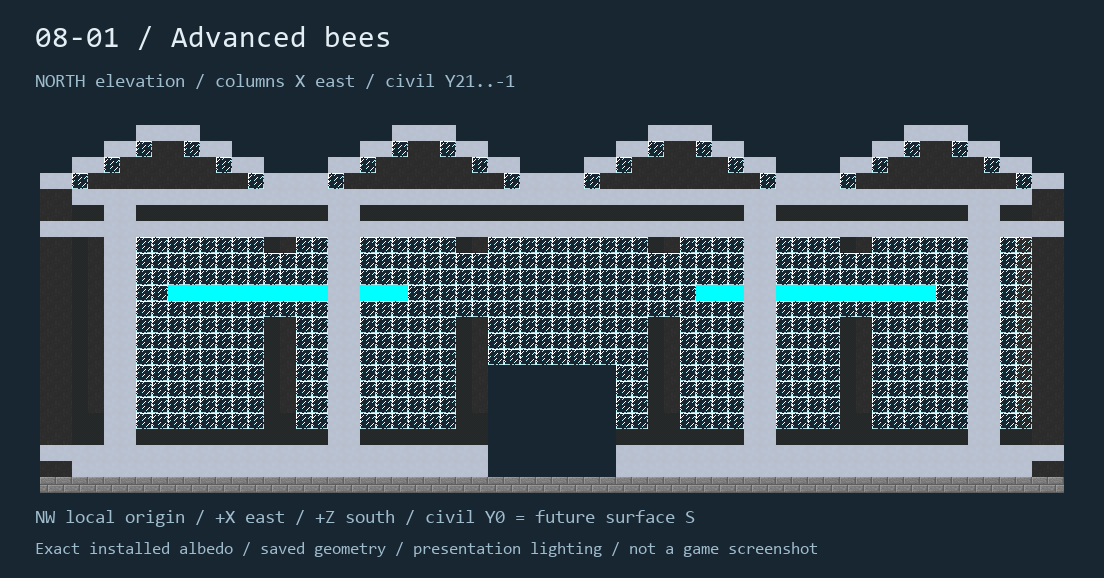 08-01 / Advanced bees
NORTH elevation / columns X east / civil Y21..-1
NW local origin / +X east / +Z south / civil Y0 = future surface S
Exact installed albedo / saved geometry / presentation lighting / not a game screenshot